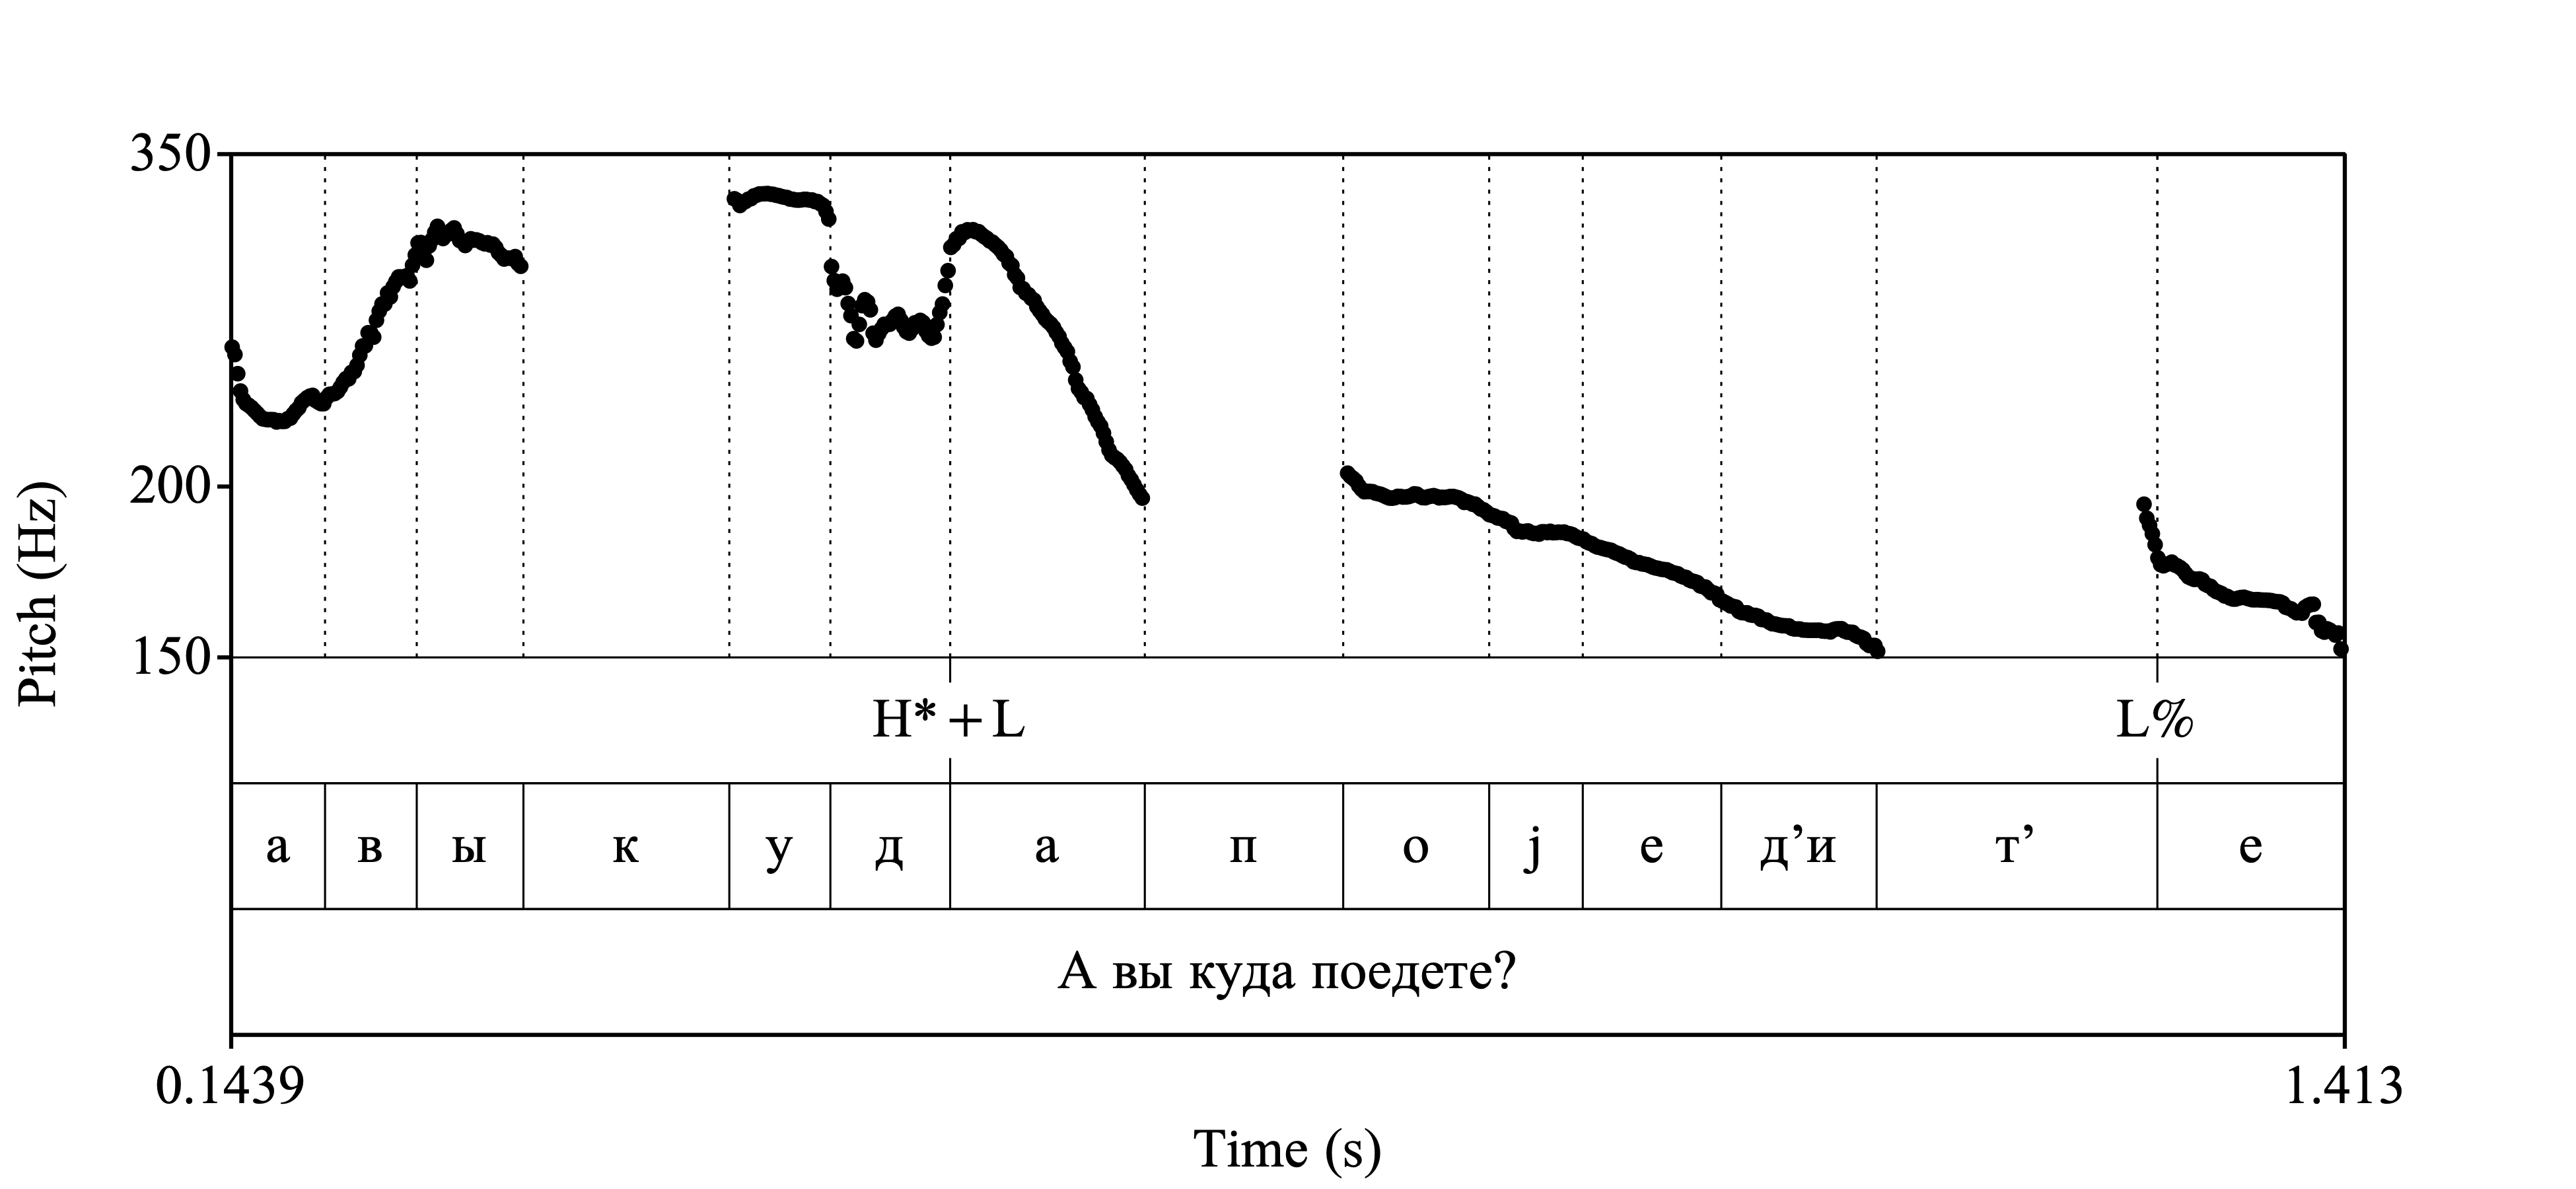 350
200
150
Pitch (Hz)
H* + L L%
а в ы к у д а п о j е д’и т’ е
А вы куда поедете?
0.1439 1.413
Time (s)